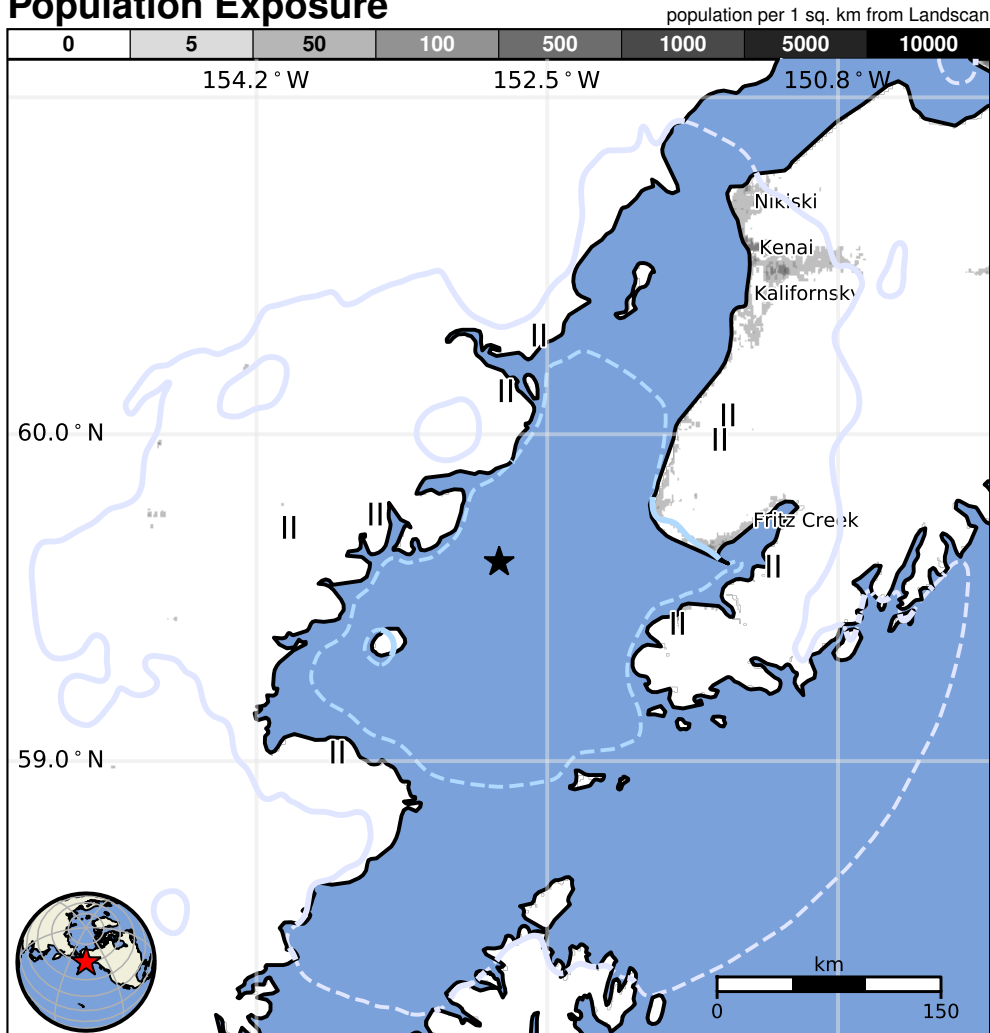 Population Exposure
population per 1 sq. km from Landscan
0 5 50 100 500 1000 5000 10000
154.2°W 152.5°W 150.8°W
Nikiski
Kenai
Kalifornsky
II
II
II
60.0°N
II
II
II
Fritz Creek
II
II
59.0°N
II
km
0 150